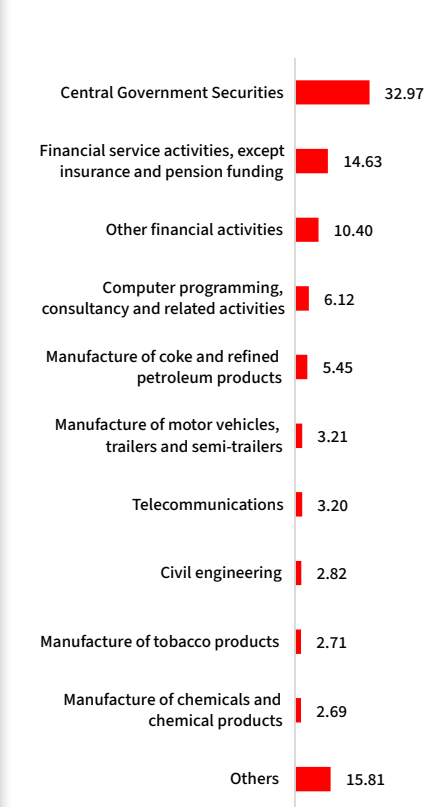 Central Government Securities 32.97
Financial service activities, except
insurance and pension funding 14.63
Other financial activities 10.40
Computer programming,
consultancy and related activities 6.12
Manufacture of coke and refined
petroleum products 5.45
Manufacture of motor vehicles,
trailers and semi-trailers 3.21
Telecommunications 3.20
Civil engineering 2.82
Manufacture of tobacco products 2.71
Manufacture of chemicals and
chemical products 2.69
Others 15.81